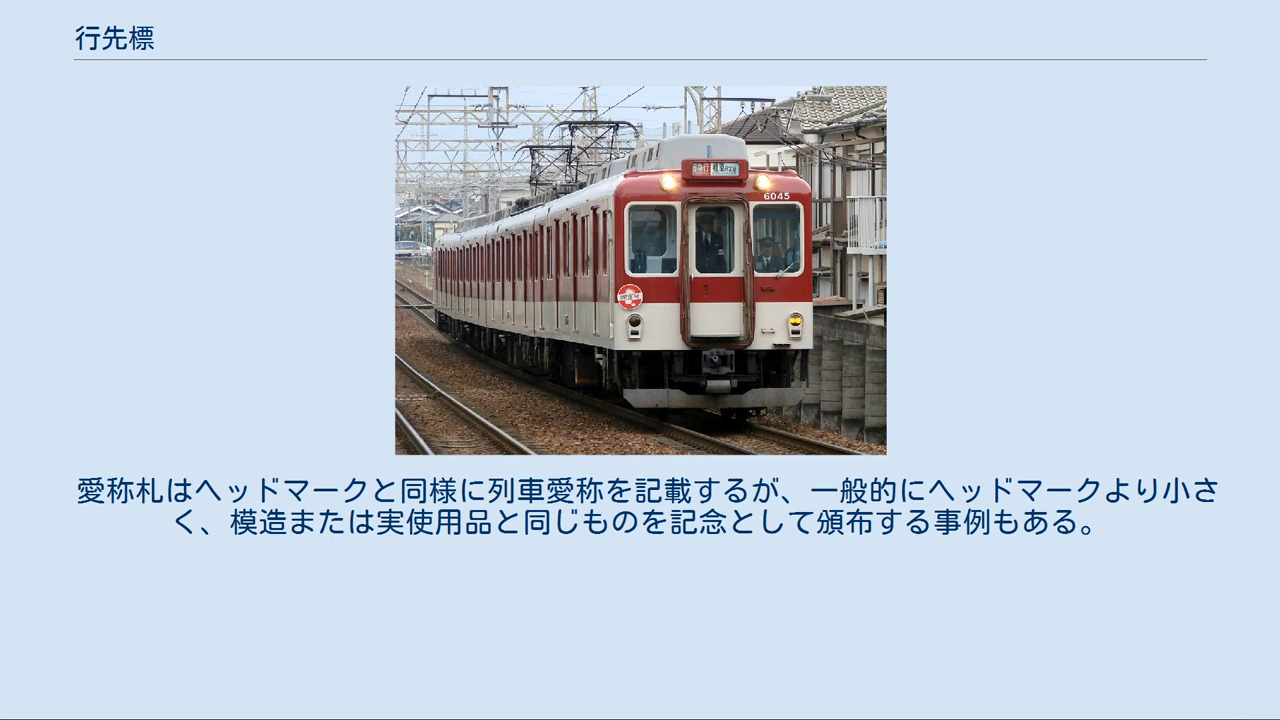 行先標
急行
6045
愛称札はヘッドマークと同様に列車愛称を記載するが、一般的にヘッドマークより小さ
く、模造または実使用品と同じものを記念として頒布する事例もある。